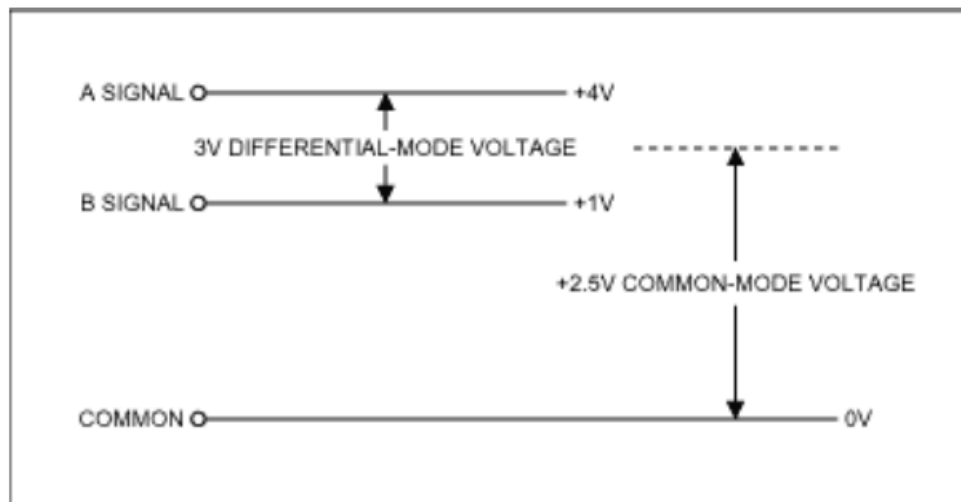 A SIGNAL +4V
3V DIFFERENTIAL-MODE VOLTAGE
B SIGNAL +1V
+2.5V COMMON-MODE VOLTAGE
COMMON 0V